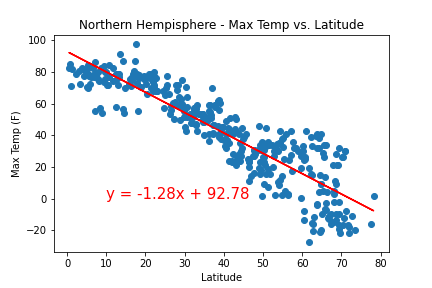 Northern Hempisphere - Max Temp vs. Latitude
Max Temp (F)
100
80
60
40
20
0
−20
y = -1.28x + 92.78
0 10 20 30 40 50 60 70 80
Latitude